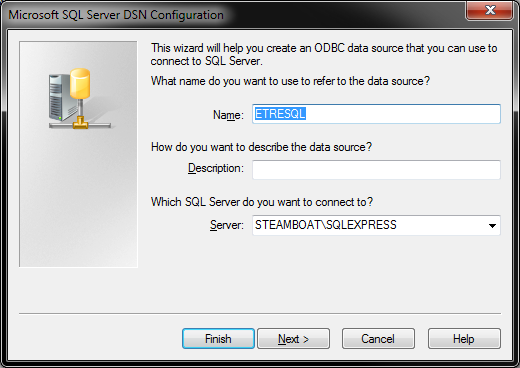 Microsoft SQL Server DSN Configuration
This wizard will help you create an ODBC data source that you can use to
connect to SQL Server.
What name do you want to use to refer to the data source?
Name: ETRESQL
How do you want to describe the data source?
Description:
Which SQL Server do you want to connect to?
Server: STEAMBOAT\SQLEXPRESS
Finish Next > Cancel Help